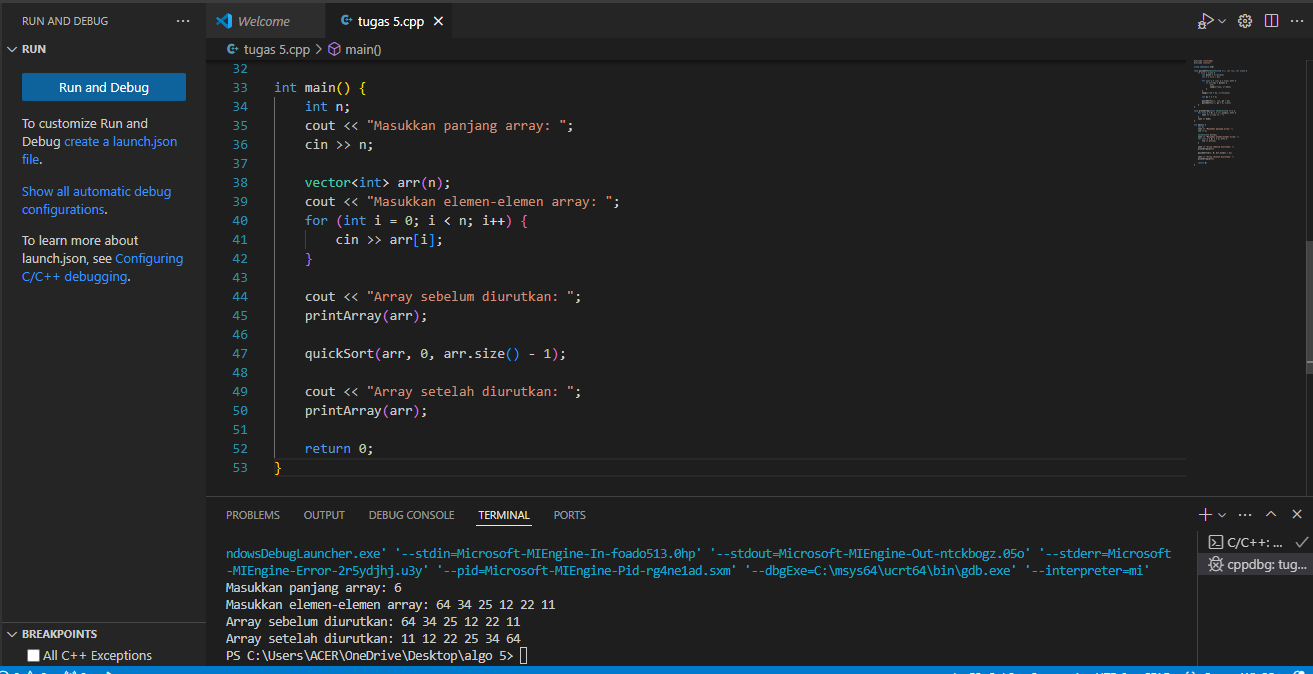 RUN AND DEBUG ···
RUN
Run and Debug
To customize Run and
Debug create a launch.json
file.
Show all automatic debug
configurations.
To learn more about
launch.json, see Configuring
C/C++ debugging.
BREAKPOINTS
All C++ Exceptions
Welcome
tugas 5.cpp
tugas 5.cpp > main()
32
33 int main() {
34 int n;
35 cout << "Masukkan panjang array: ";
36 cin >> n;
37
38 vector<int> arr(n);
39 cout << "Masukkan elemen-elemen array: ";
40 for (int i = 0; i < n; i++) {
41 cin >> arr[i];
42 }
43
44 cout << "Array sebelum diurutkan: ";
45 printArray(arr);
46
47 quickSort(arr, 0, arr.size() - 1);
48
49 cout << "Array setelah diurutkan: ";
50 printArray(arr);
51
52 return 0;
53 }
PROBLEMS OUTPUT DEBUG CONSOLE TERMINAL PORTS
ndowsDebugLauncher.exe' '--stdin=Microsoft-MIEngine-In-foado513.0hp' '--stdout=Microsoft-MIEngine-Out-ntckbogz.05o' '--stderr=Microsoft
-MIEngine-Error-2r5ydjhj.u3y' '--pid=Microsoft-MIEngine-Pid-rg4ne1ad.sxm' '--dbgExe=C:\msys64\ucrt64\bin\gdb.exe' '--interpreter=mi'
Masukkan panjang array: 6
Masukkan elemen-elemen array: 64 34 25 12 22 11
Array sebelum diurutkan: 64 34 25 12 22 11
Array setelah diurutkan: 11 12 22 25 34 64
PS C:\Users\ACER\OneDrive\Desktop\algo 5>
C/C++: ...
cppdbg: tug...